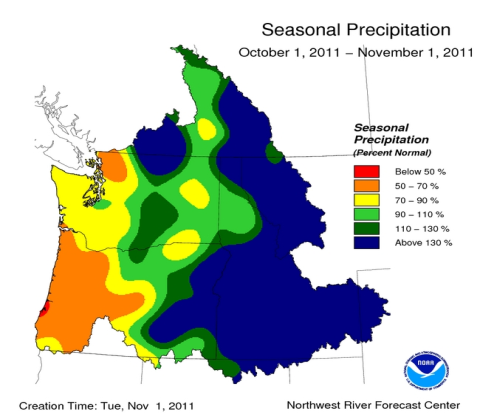 Seasonal Precipitation
October 1, 2011 – November 1, 2011
Seasonal
Precipitation
(Percent Normal)
Below 50 %
50 – 70 %
70 – 90 %
90 – 110 %
110 – 130 %
Above 130 %
NOAA
Creation Time: Tue, Nov 1, 2011
Northwest River Forecast Center